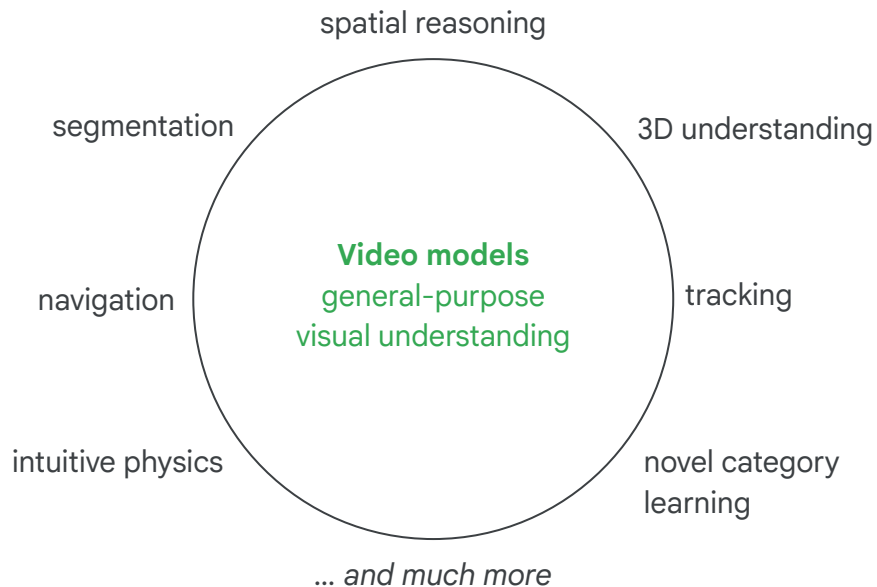 spatial reasoning
segmentation
3D understanding
Video models
general-purpose
visual understanding
navigation
tracking
intuitive physics
novel category
learning
... and much more